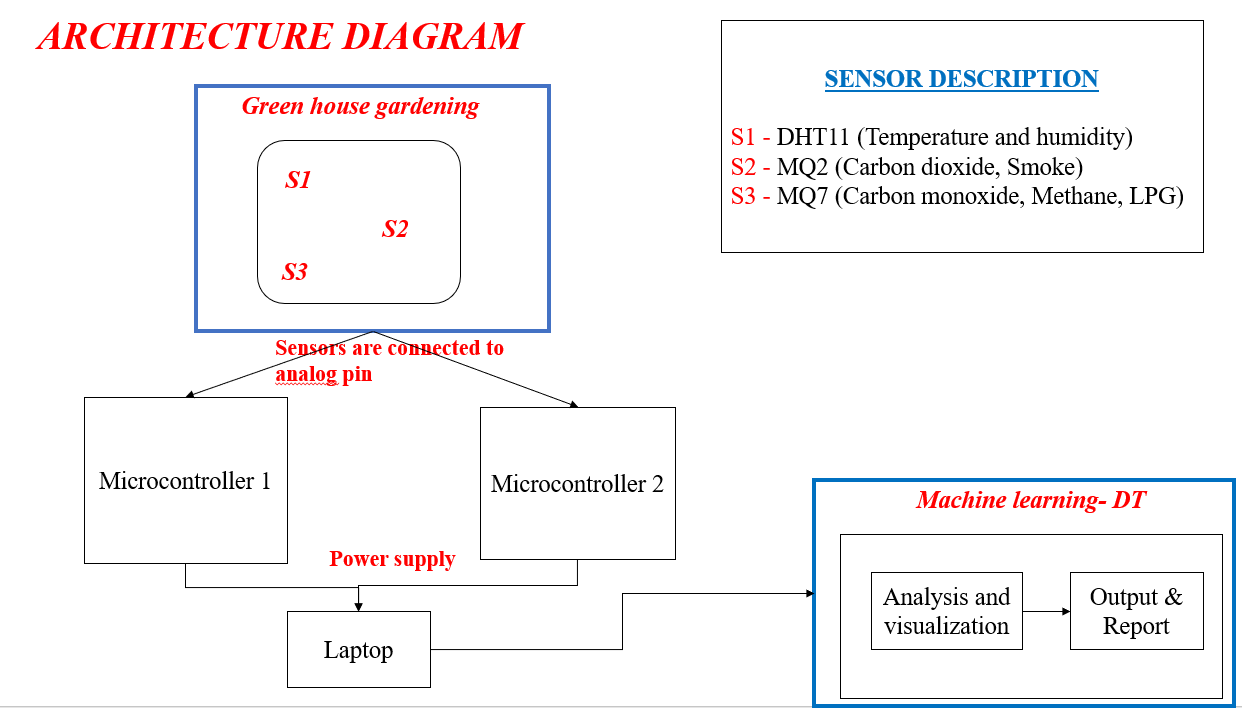 ARCHITECTURE DIAGRAM
SENSOR DESCRIPTION
S1 - DHT11 (Temperature and humidity)
S2 - MQ2 (Carbon dioxide, Smoke)
S3 - MQ7 (Carbon monoxide, Methane, LPG)
Green house gardening
S1
S2
S3
Sensors are connected to
analog pin
Microcontroller 1
Microcontroller 2
Power supply
Laptop
Machine learning- DT
Analysis and
visualization
Output &
Report